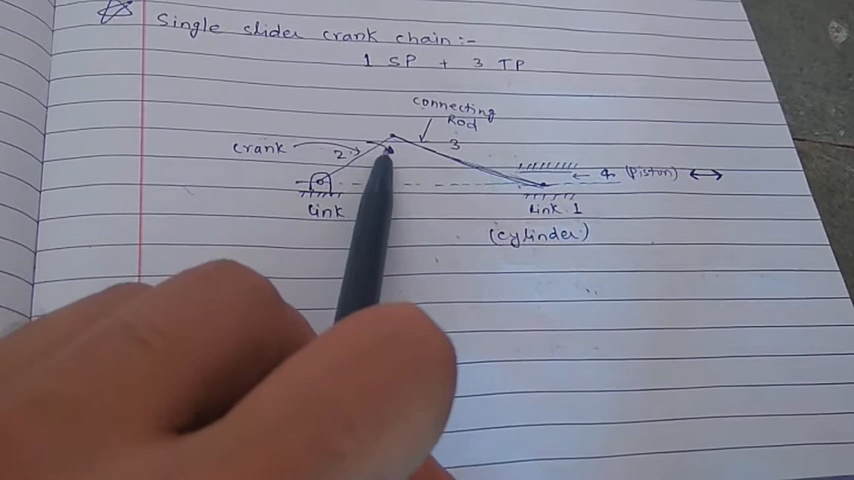 Single slider crank chain :-
1 SP + 3 TP
connecting
Rod
crank
2
3
4 (Piston)
Link
Link 1
(cylinder)